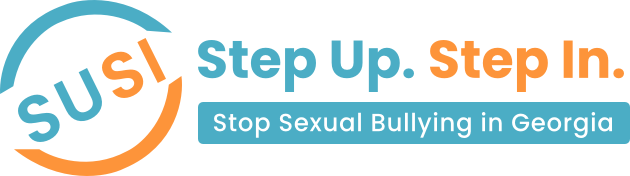 SUSI
Step Up. Step In.
Stop Sexual Bullying in Georgia